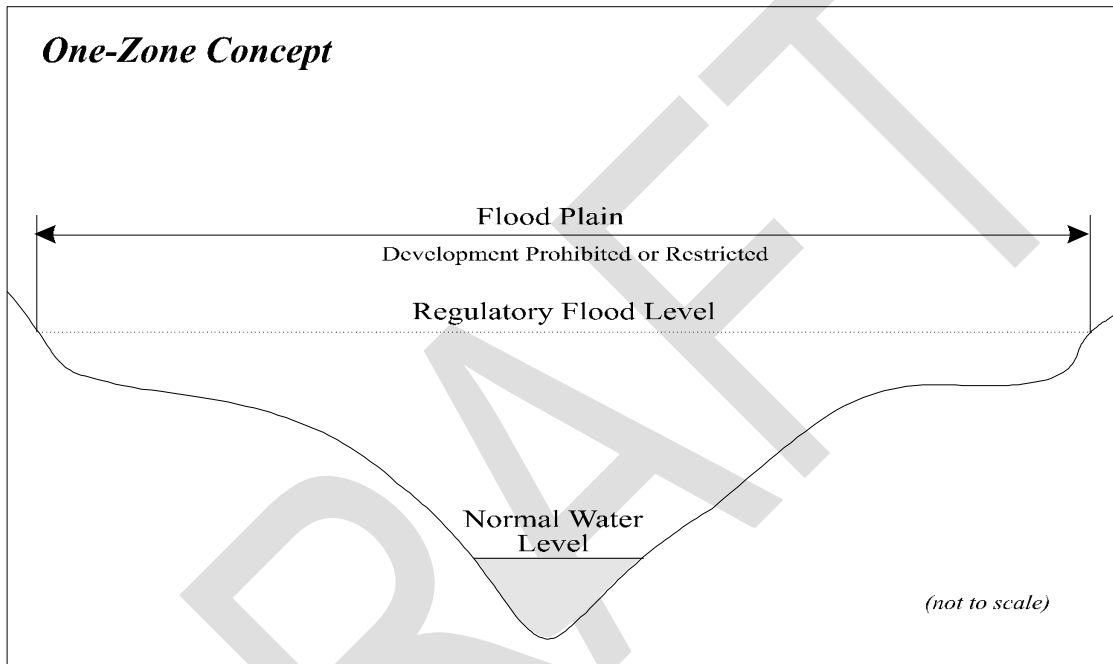 One-Zone Concept
Flood Plain
Development Prohibited or Restricted
Regulatory Flood Level
Normal Water
Level
(not to scale)
DRAFT